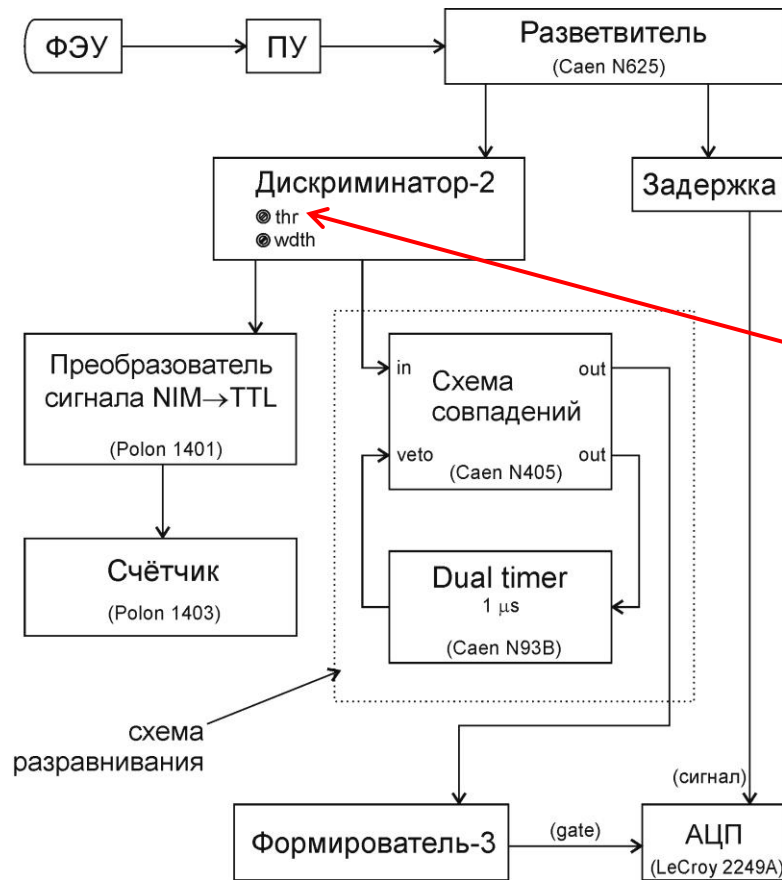 ФЭУ
ПУ
Разветвитель
(Caen N625)
Дискриминатор-2
thr
wdth
Задержка
Преобразователь
сигнала NIM→TTL
(Polon 1401)
in
out
Схема
совпадений
veto
out
(Caen N405)
Счётчик
(Polon 1403)
Dual timer
1 μs
(Caen N93B)
схема
разравнивания
(сигнал)
Формирователь-3
(gate)
АЦП
(LeCroy 2249A)